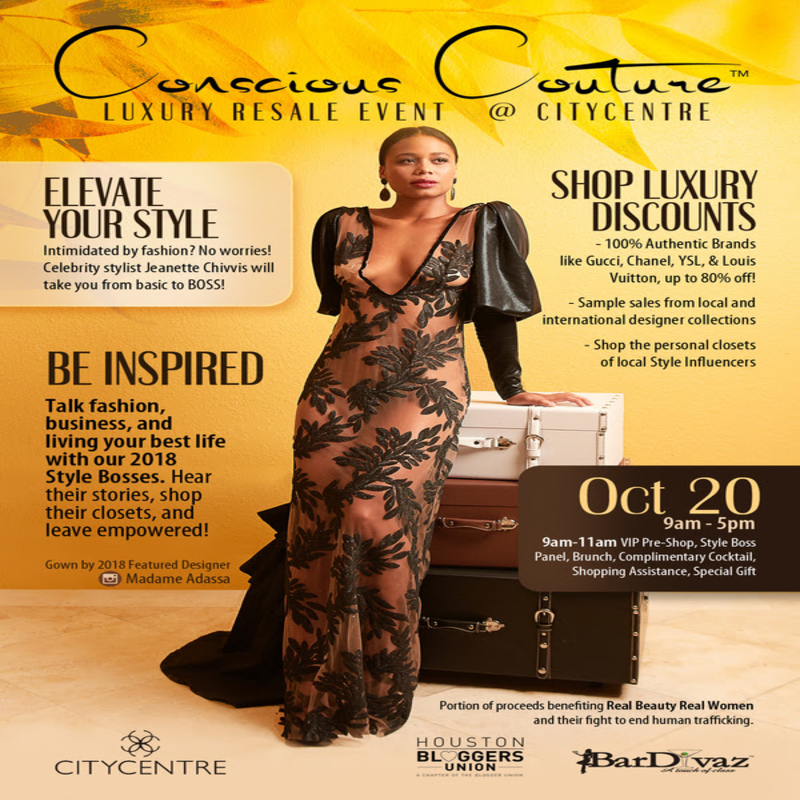 Conscious Couture™
LUXURY RESALE EVENT @ CITYCENTRE
ELEVATE
YOUR STYLE
Intimidated by fashion? No worries!
Celebrity stylist Jeanette Chivvis will
take you from basic to BOSS!
SHOP LUXURY
DISCOUNTS
- 100% Authentic Brands
like Gucci, Chanel, YSL, & Louis
Vuitton, up to 80% off!
- Sample sales from local and
international designer collections
- Shop the personal closets
of local Style Influencers
BE INSPIRED
Talk fashion,
business, and
living your best life
with our 2018
Style Bosses. Hear
their stories, shop
their closets, and
leave empowered!
Gown by 2018 Featured Designer
Madame Adassa
Oct 20
9am - 5pm
9am-11am VIP Pre-Shop, Style Boss
Panel, Brunch, Complimentary Cocktail,
Shopping Assistance, Special Gift
Portion of proceeds benefiting Real Beauty Real Women
and their fight to end human trafficking.
CITYCENTRE
HOUSTON
BLOGGERS
UNION
A CHAPTER OF THE BLOGGER UNION
BarDivaz™
A touch of class